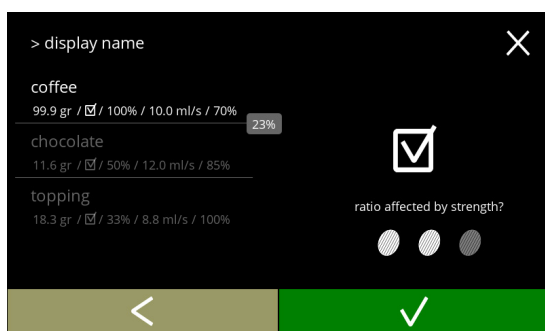 > display name
coffee
99.9 gr / ☑ / 100% / 10.0 ml/s / 70%
23%
chocolate
11.6 gr / ☑ / 50% / 12.0 ml/s / 85%
topping
18.3 gr / ☑ / 33% / 8.8 ml/s / 100%
ratio affected by strength?